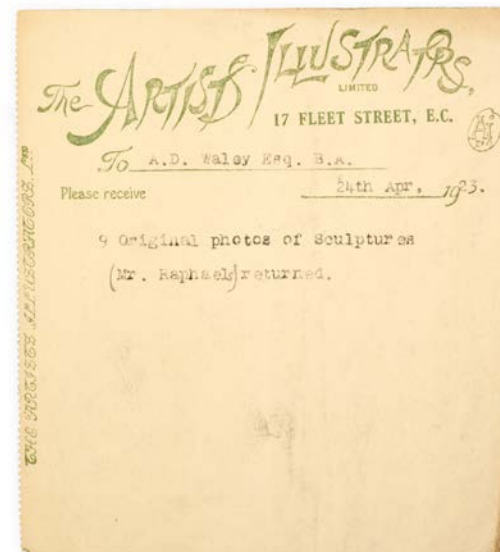 The ARTISTS ILLUSTRATRS,
LIMITED
17 FLEET STREET, E.C.
To A.D. Waley Esq. B.A.
Please receive 24th Apr, 1923.
9 Original photos of Sculptures
(Mr. Raphael) returned.
THE ARTISTS ILLUSTRATORS, LTD